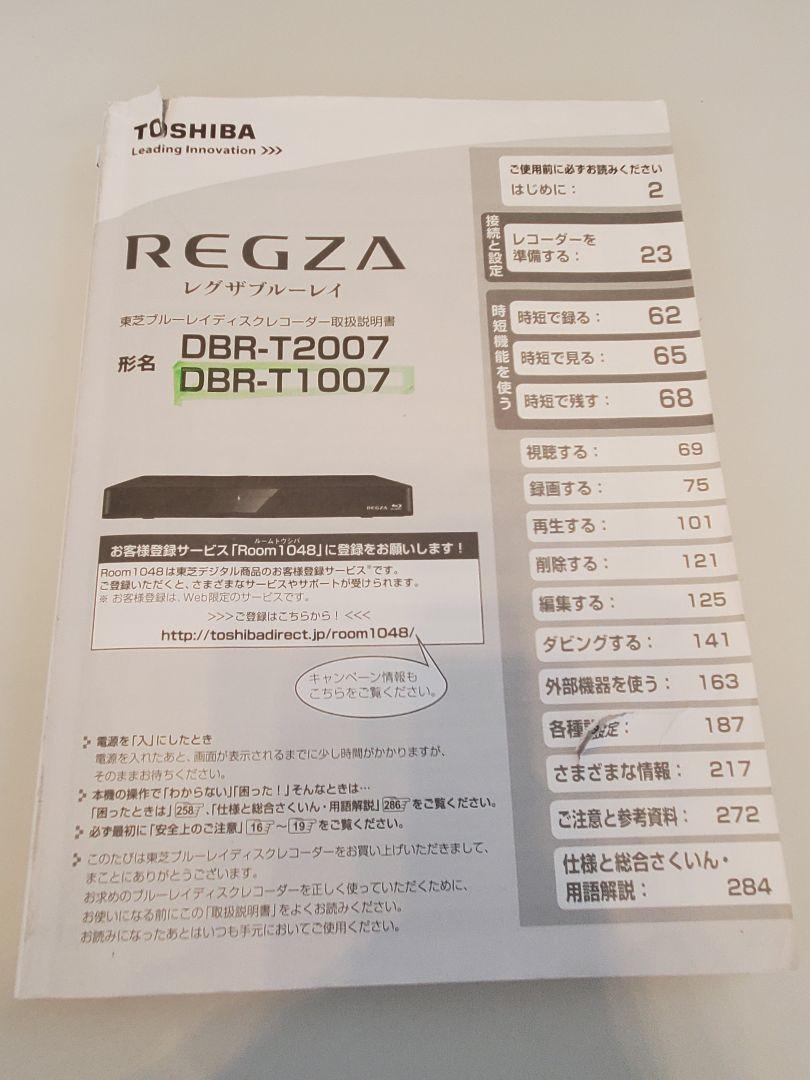 TOSHIBA
Leading Innovation >>>
REGZA
レグザブルーレイ
東芝ブルーレイディスクレコーダー取扱説明書
形名
DBR-T2007
DBR-T1007
REGZA
ルームトウシバ
お客様登録サービス「Room1048」に登録をお願いします！
Room1048は東芝デジタル商品のお客様登録サービス※です。
ご登録いただくと、さまざまなサービスやサポートが受けられます。
※ お客様登録は、Web限定のサービスです。
>>>ご登録はこちらから！<<<
http://toshibadirect.jp/room1048/
キャンペーン情報も
こちらをご覧ください。
電源を「入」にしたとき
電源を入れたあと、画面が表示されるまでに少し時間がかかりますが、
そのままお待ちください。
本機の操作で「わからない」「困った！」そんなときは…
「困ったときは」258、「仕様と総合さくいん・用語解説」286をご覧ください。
必ず最初に「安全上のご注意」16～19をご覧ください。
このたびは東芝ブルーレイディスクレコーダーをお買い上げいただきまして、
まことにありがとうございます。
お求めのブルーレイディスクレコーダーを正しく使っていただくために、
お使いになる前にこの「取扱説明書」をよくお読みください。
お読みになったあとはいつも手元においてご使用ください。
ご使用前に必ずお読みください
はじめに： 2
接続と設定
レコーダーを
準備する： 23
時短機能を使う
時短で録る： 62
時短で見る： 65
時短で残す： 68
視聴する： 69
録画する： 75
再生する： 101
削除する： 121
編集する： 125
ダビングする： 141
外部機器を使う： 163
各種設定： 187
さまざまな情報： 217
ご注意と参考資料： 272
仕様と総合さくいん・
用語解説： 284